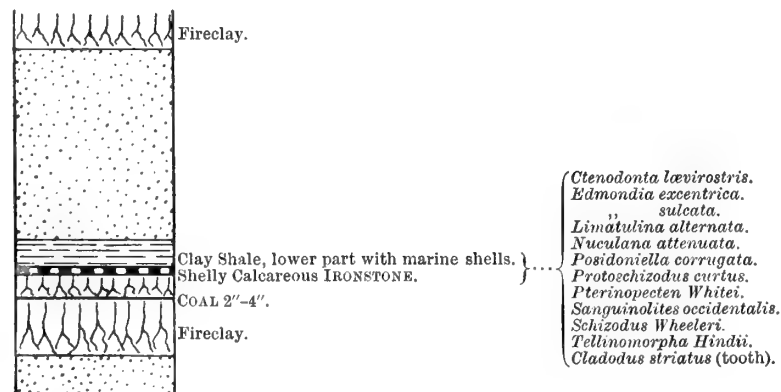 Fireclay.
Clay Shale, lower part with marine shells.
Shelly Calcareous IRONSTONE.
COAL 2"–4".
Fireclay.
Ctenodonta lævirostris.
Edmondia excentrica.
,, sulcata.
Limatulina alternata.
Nuculana attenuata.
Posidoniella corrugata.
Protoschizodus curtus.
Pterinopecten Whitei.
Sanguinolites occidentalis.
Schizodus Wheeleri.
Tellinomorpha Hindii.
Cladodus striatus (tooth).